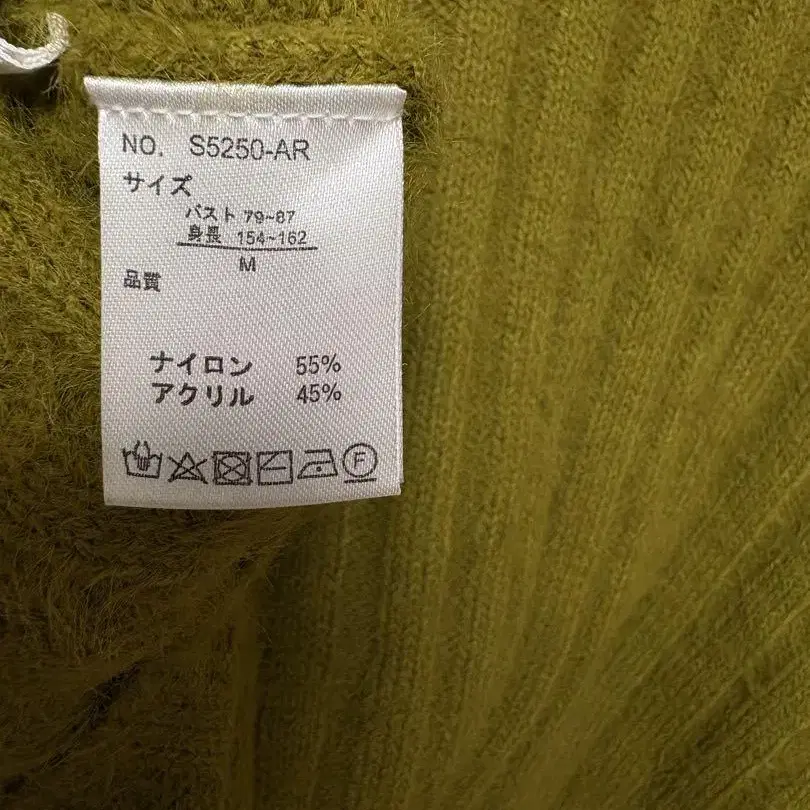 NO. S5250-AR
サイズ
バスト 79~87
身長 154~162
M
品質
ナイロン 55%
アクリル 45%
F